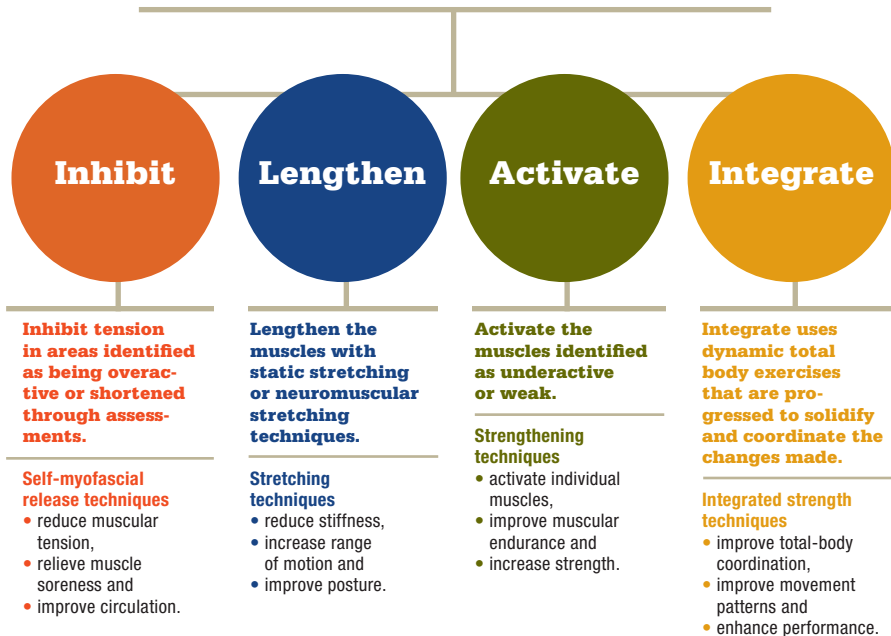 Inhibit
Lengthen
Activate
Integrate
Inhibit tension
in areas identified
as being overac-
tive or shortened
through assess-
ments.
Self-myofascial
release techniques
• reduce muscular
tension,
• relieve muscle
soreness and
• improve circulation.
Lengthen the
muscles with
static stretching
or neuromuscular
stretching
techniques.
Stretching
techniques
• reduce stiffness,
• increase range
of motion and
• improve posture.
Activate the
muscles identified
as underactive
or weak.
Strengthening
techniques
• activate individual
muscles,
• improve muscular
endurance and
• increase strength.
Integrate uses
dynamic total
body exercises
that are pro-
gressed to solidify
and coordinate the
changes made.
Integrated strength
techniques
• improve total-body
coordination,
• improve movement
patterns and
• enhance performance.